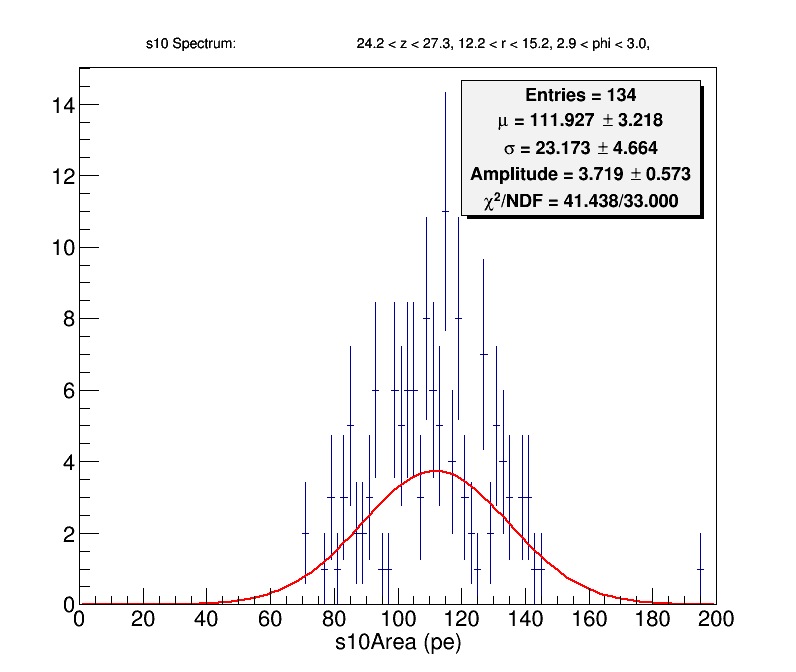 s10 Spectrum: 24.2 < z < 27.3, 12.2 < r < 15.2, 2.9 < phi < 3.0,
Entries = 134
μ = 111.927 ± 3.218
σ = 23.173 ± 4.664
Amplitude = 3.719 ± 0.573
χ²/NDF = 41.438/33.000
14
12
10
8
6
4
2
0
0 20 40 60 80 100 120 140 160 180 200
s10Area (pe)